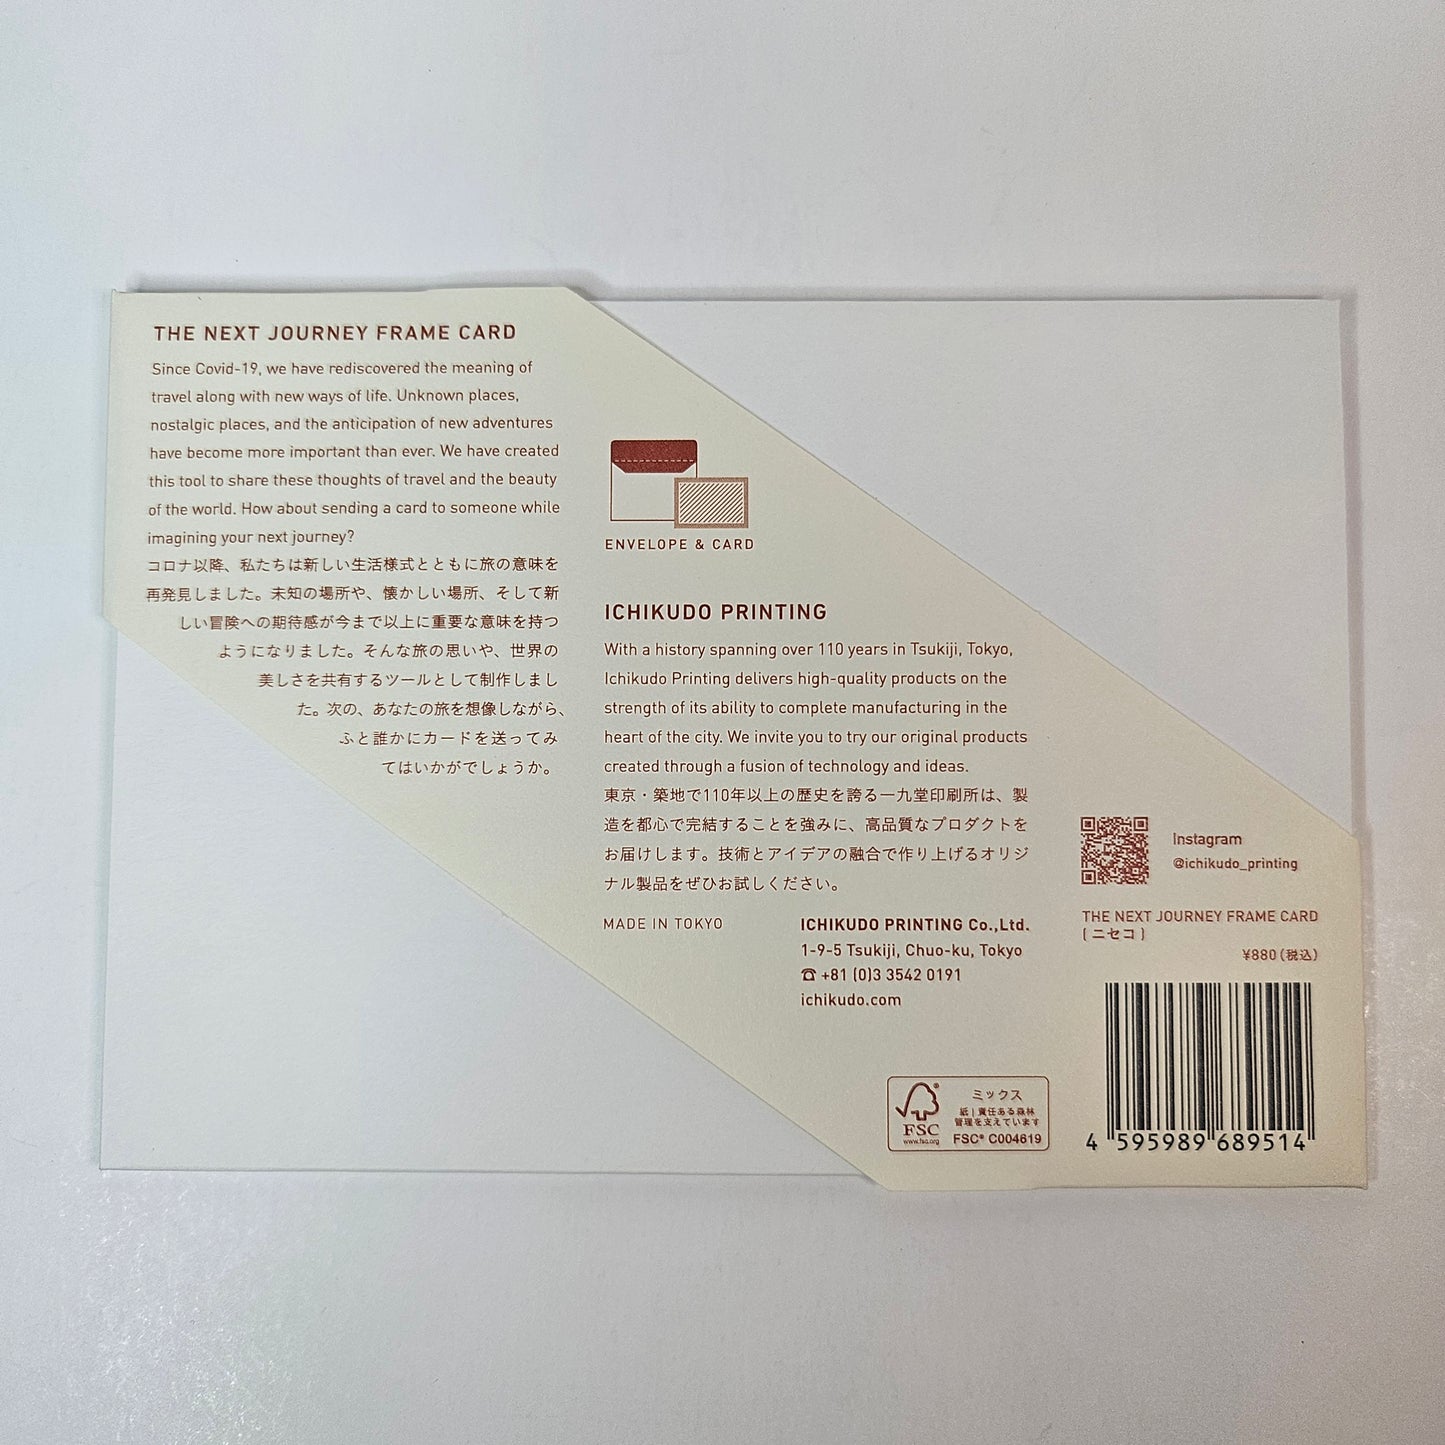 THE NEXT JOURNEY FRAME CARD
Since Covid-19, we have rediscovered the meaning of
travel along with new ways of life. Unknown places,
nostalgic places, and the anticipation of new adventures
have become more important than ever. We have created
this tool to share these thoughts of travel and the beauty
of the world. How about sending a card to someone while
imagining your next journey?
コロナ以降、私たちは新しい生活様式とともに旅の意味を
再発見しました。未知の場所や、懐かしい場所、そして新
しい冒険への期待感が今まで以上に重要な意味を持つ
ようになりました。そんな旅の思いや、世界の
美しさを共有するツールとして制作しまし
た。次の、あなたの旅を想像しながら、
ふと誰かにカードを送ってみ
てはいかがでしょうか。
ENVELOPE & CARD
ICHIKUDO PRINTING
With a history spanning over 110 years in Tsukiji, Tokyo,
Ichikudo Printing delivers high-quality products on the
strength of its ability to complete manufacturing in the
heart of the city. We invite you to try our original products
created through a fusion of technology and ideas.
東京・築地で110年以上の歴史を誇る一九堂印刷所は、製
造を都心で完結することを強みに、高品質なプロダクトを
お届けします。技術とアイデアの融合で作り上げるオリジ
ナル製品をぜひお試しください。
MADE IN TOKYO
ICHIKUDO PRINTING Co.,Ltd.
1-9-5 Tsukiji, Chuo-ku, Tokyo
☎ +81 (0)3 3542 0191
ichikudo.com
Instagram
@ichikudo_printing
THE NEXT JOURNEY FRAME CARD
[ニセコ]
¥880(税込)
4 595989 689514
FSC
www.fsc.org
ミックス
紙|責任ある森林
管理を支えています
FSC® C004619